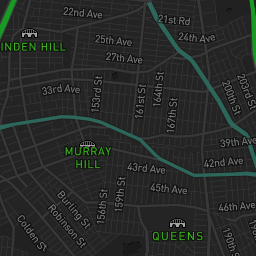 22nd Ave
21st Rd
24th Ave
25th Ave
INDEN HILL
27th Ave
33rd Ave
153rd St
161st St
164th St
167th St
200th St
203rd St
39th Ave
MURRAY
HILL
43rd Ave
42nd Ave
45th Ave
46th Ave
156th St
159th St
Burling St
Robinson St
Colden St
QUEENS
190th St